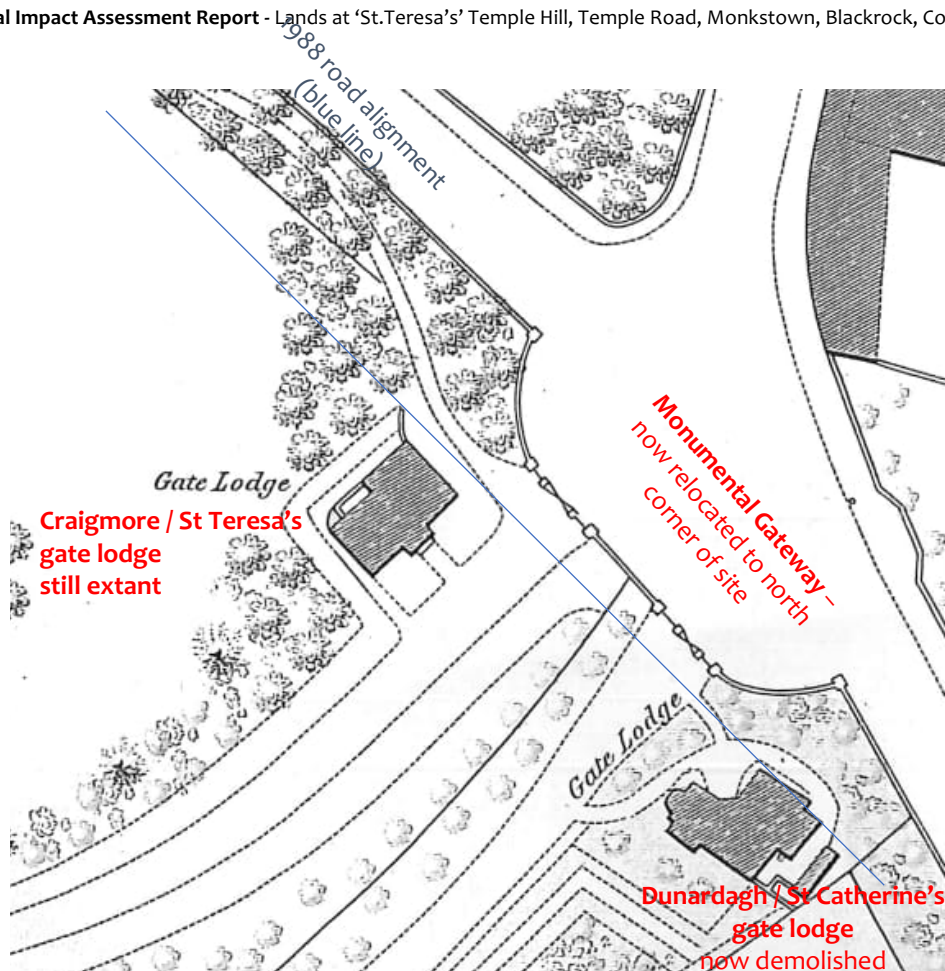 al Impact Assessment Report - Lands at ‘St.Teresa’s’ Temple Hill, Temple Road, Monkstown, Blackrock, Co
1988 road alignment
(blue line)
Monumental Gateway –
now relocated to north
corner of site
Gate Lodge
Craigmore / St Teresa’s
gate lodge
still extant
Gate Lodge
Dunardagh / St Catherine’s
gate lodge
now demolished